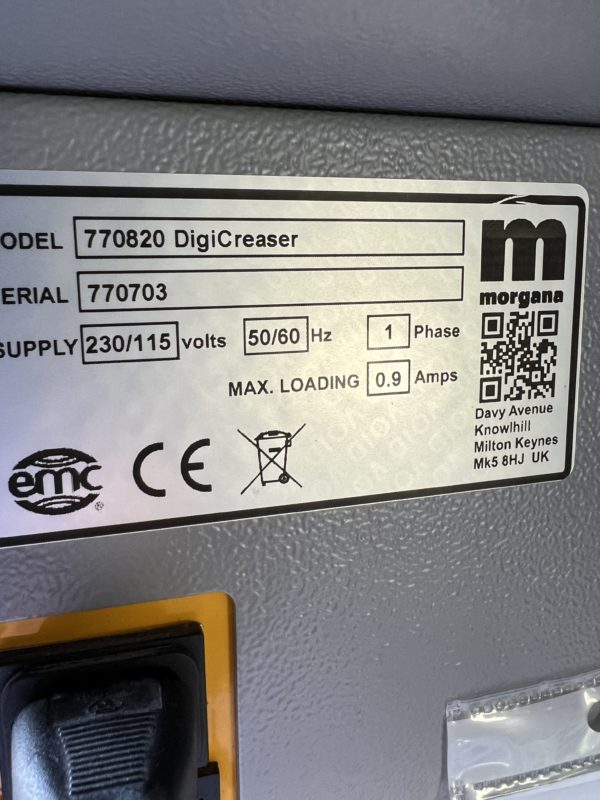 ODEL 770820 DigiCreaser
ERIAL 770703
SUPPLY 230/115 volts 50/60 Hz 1 Phase
MAX. LOADING 0.9 Amps
m
morgana
Davy Avenue
Knowlhill
Milton Keynes
Mk5 8HJ UK
emc ® CE